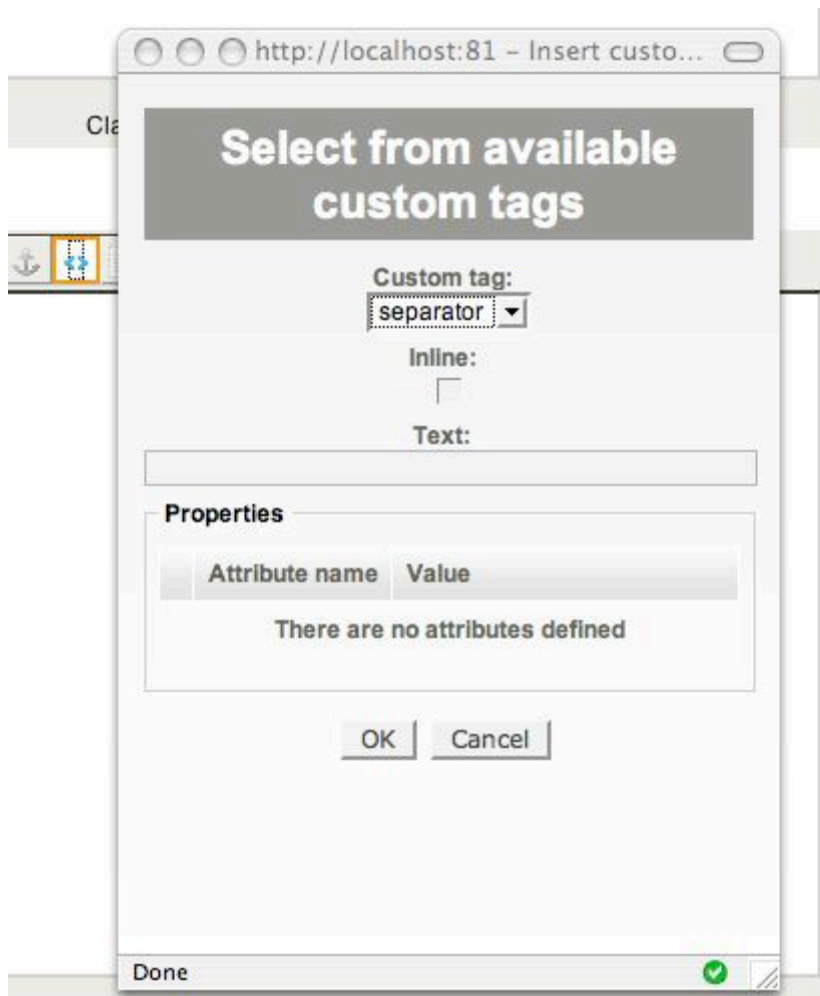 http://localhost:81 – Insert custo...
Cla
Select from available
custom tags
Custom tag:
separator
Inline:
Text:
Properties
Attribute name Value
There are no attributes defined
OK Cancel
Done